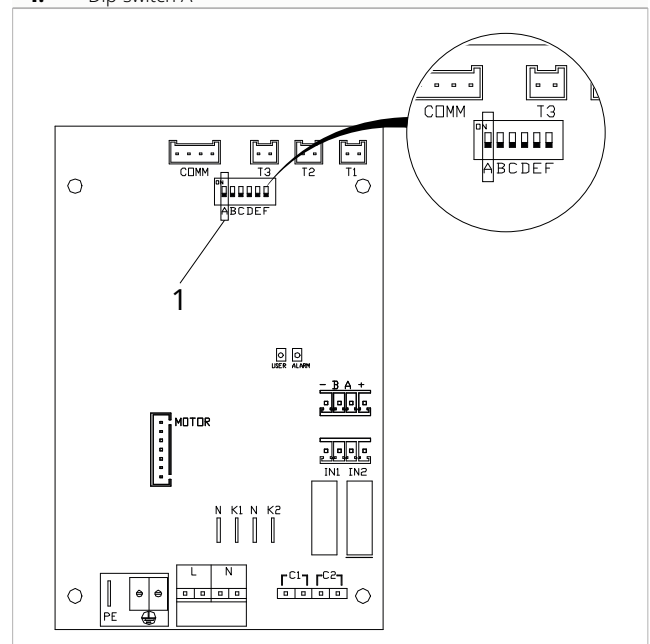 Dip-switch A
COMM T3
ON
ABCDEF
COMM T3 T2 T1
ON
ABCDEF
1
USER ALARM
- B A +
MOTOR
IN1 IN2
N K1 N K2
L N
C1 C2
PE